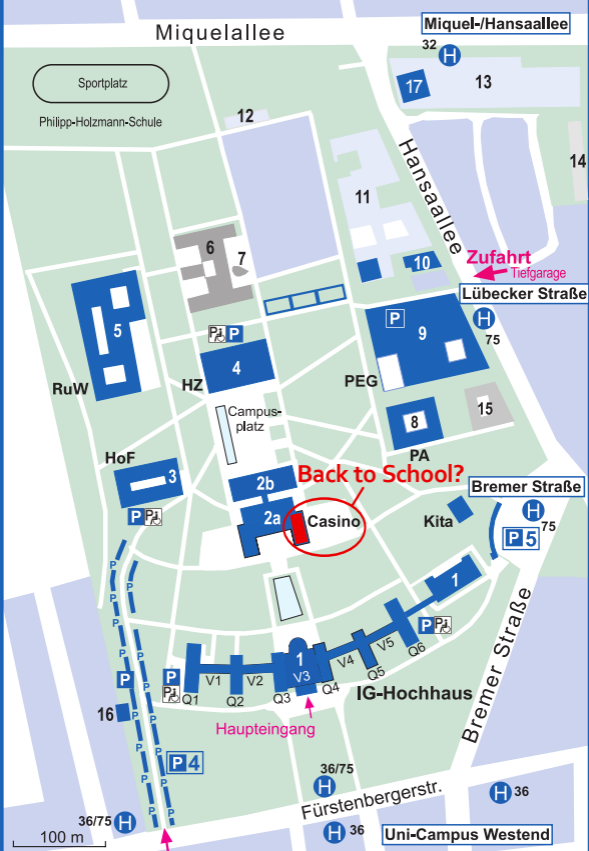 Miquelallee
Miquel-/Hansaallee
32
H
Sportplatz
Philipp-Holzmann-Schule
17
13
12
14
Hansaallee
11
6
7
10
Zufahrt
Tiefgarage
Lübecker Straße
5
P
9
H
75
P
HZ
4
RuW
PEG
Campus-
platz
8
15
PA
HoF
3
2b
Back to School?
Bremer Straße
P
2a
Casino
Kita
H
75
P5
1
P
Bremer Straße
V1
V2
1
V3
V4
V5
Q6
P
Q1
Q2
Q3
Q4
Q5
IG-Hochhaus
16
Haupteingang
P4
36/75
H
Fürstenbergerstr.
H
36
36/75
H
H
36
Uni-Campus Westend
100 m